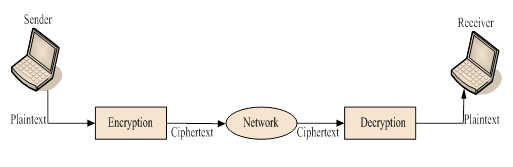 Sender
Receiver
Plaintext
Encryption
Ciphertext
Network
Ciphertext
Decryption
Plaintext